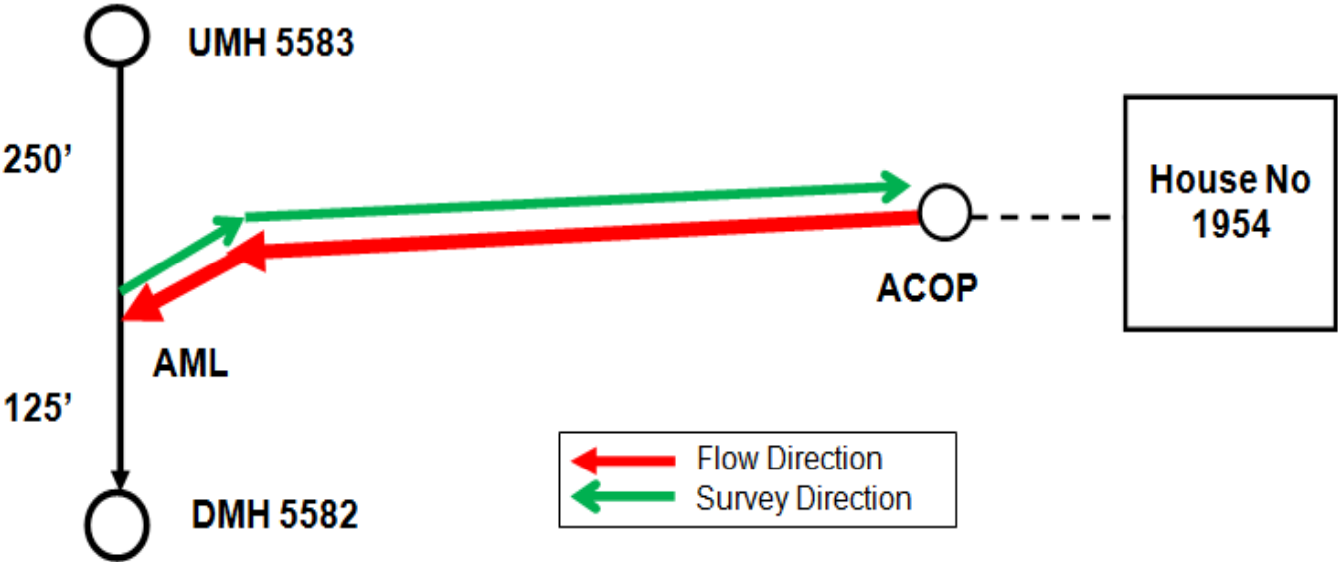 UMH 5583
250’
House No
1954
ACOP
AML
125’
Flow Direction
Survey Direction
DMH 5582